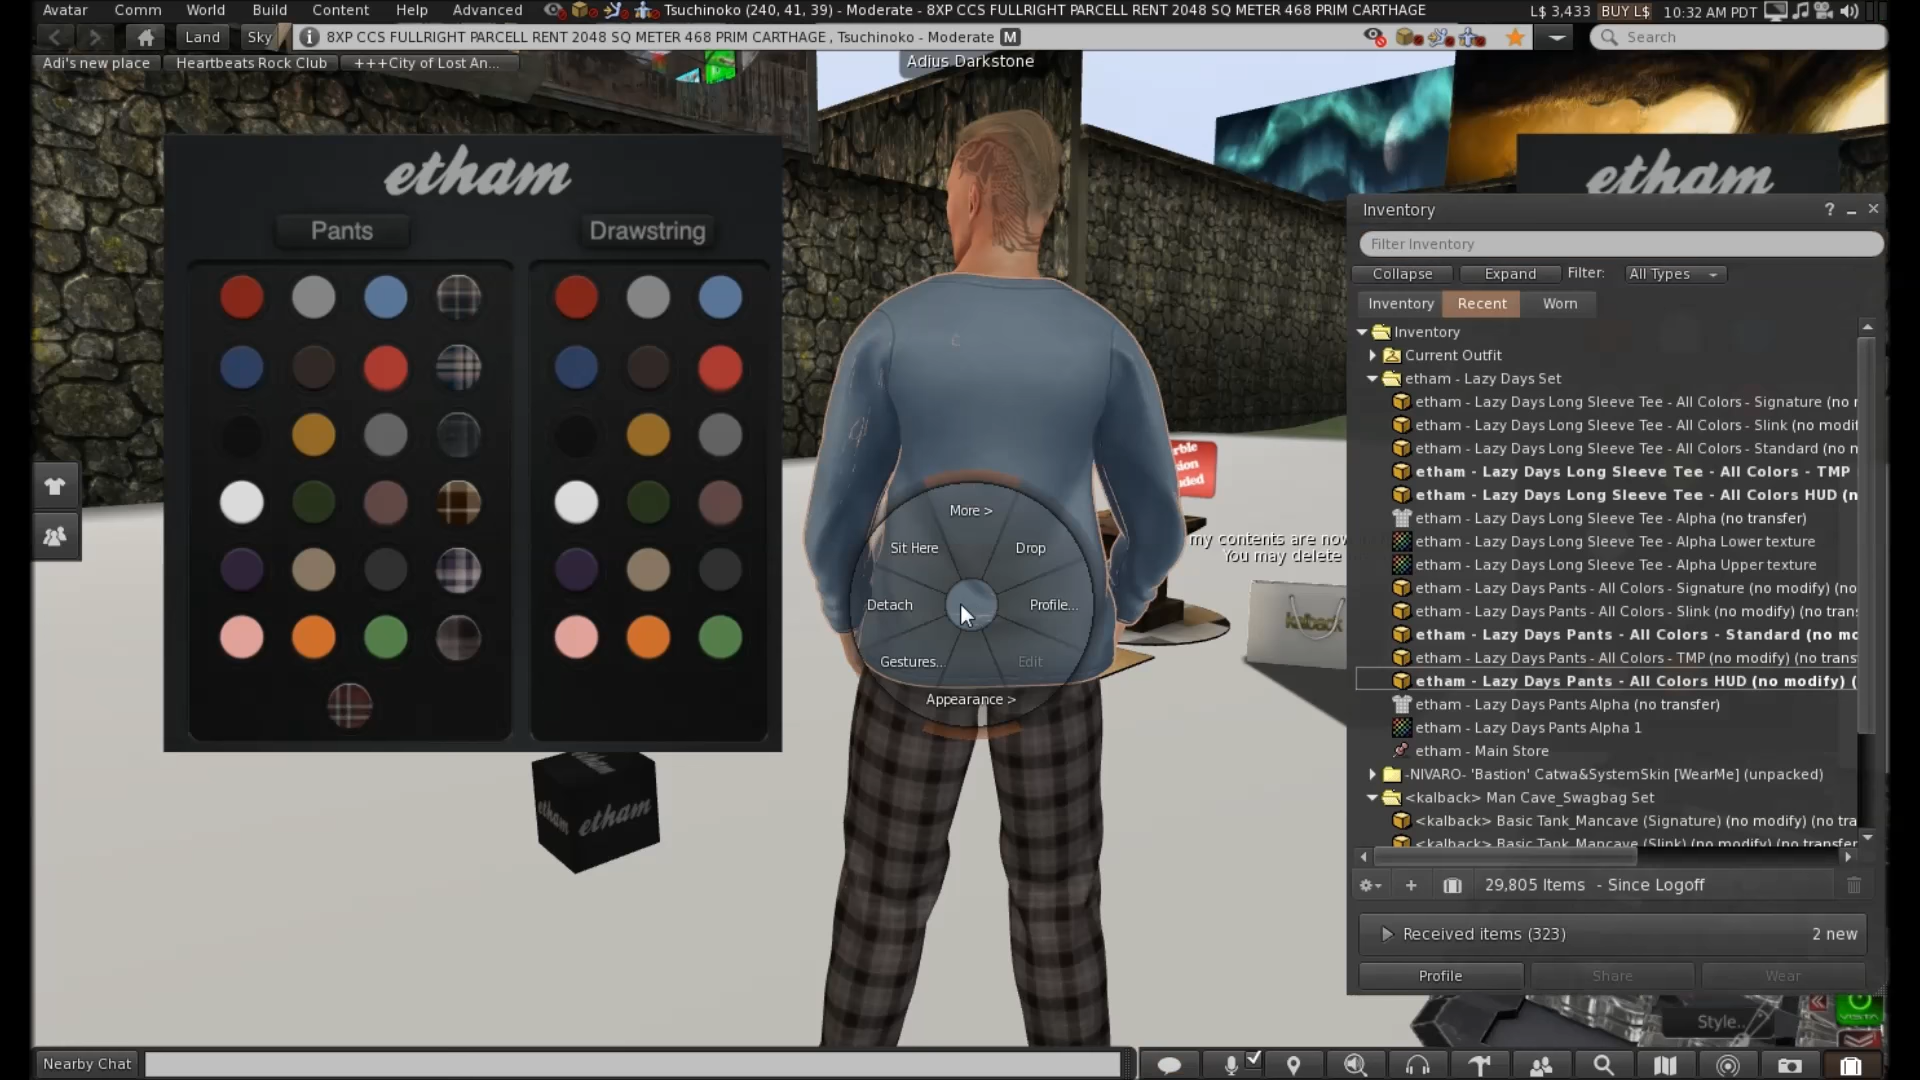 Avatar Comm World Build Content Help Advanced Tsuchinoko (240, 41, 39) - Moderate - 8XP CCS FULLRIGHT PARCELL RENT 2048 SQ METER 468 PRIM CARTHAGE L$ 3,433 BUY L$ 10:32 AM PDT
Land Sky 8XP CCS FULLRIGHT PARCELL RENT 2048 SQ METER 468 PRIM CARTHAGE , Tsuchinoko - Moderate M Search
Adi's new place Heartbeats Rock Club +++City of Lost An...
Adius Darkstone
etham
Pants Drawstring
etham
Inventory ?
Filter Inventory
Collapse Expand Filter: All Types
Inventory Recent Worn
Inventory
Current Outfit
etham - Lazy Days Set
etham - Lazy Days Long Sleeve Tee - All Colors - Signature (no
etham - Lazy Days Long Sleeve Tee - All Colors - Slink (no modif
etham - Lazy Days Long Sleeve Tee - All Colors - Standard (no
etham - Lazy Days Long Sleeve Tee - All Colors - TMP
etham - Lazy Days Long Sleeve Tee - All Colors HUD (n
etham - Lazy Days Long Sleeve Tee - Alpha (no transfer)
etham - Lazy Days Long Sleeve Tee - Alpha Lower texture
etham - Lazy Days Long Sleeve Tee - Alpha Upper texture
etham - Lazy Days Pants - All Colors - Signature (no modify) (no
etham - Lazy Days Pants - All Colors - Slink (no modify) (no tran
etham - Lazy Days Pants - All Colors - Standard (no mo
etham - Lazy Days Pants - All Colors - TMP (no modify) (no trans
etham - Lazy Days Pants - All Colors HUD (no modify) (
etham - Lazy Days Pants Alpha (no transfer)
etham - Lazy Days Pants Alpha 1
etham - Main Store
-NIVARO- 'Bastion' Catwa&SystemSkin [WearMe] (unpacked)
<kalback> Man Cave_Swagbag Set
<kalback> Basic Tank_Mancave (Signature) (no modify) (no tra
<kalback> Basic Tank_Mancave (Slink) (no modify) (no transfer
29,805 Items - Since Logoff
Received items (323) 2 new
Profile Share Wear
More >
Sit Here Drop
Detach Profile...
Gestures... Edit
Appearance >
my contents are now
You may delete
kalback
etham
etham
etham
Style..
VISTA
Nearby Chat